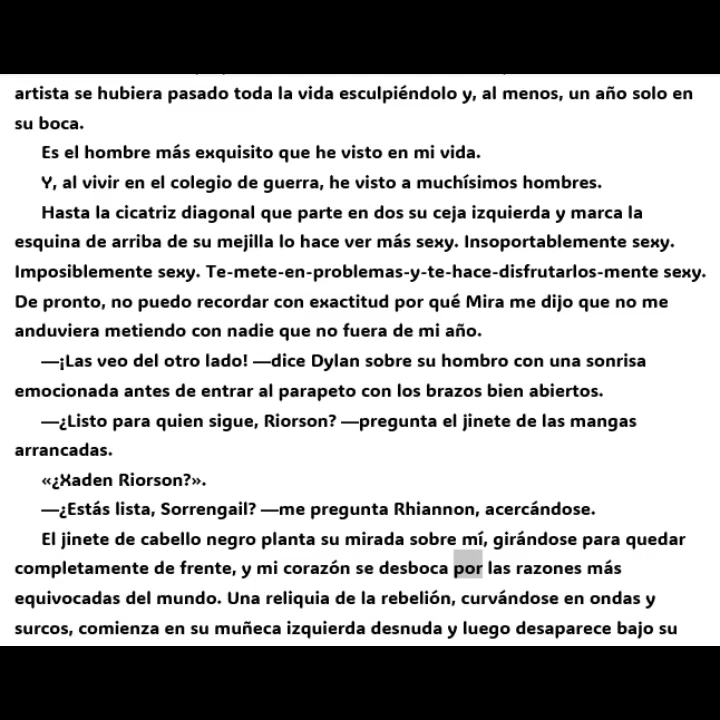 artista se hubiera pasado toda la vida esculpiéndolo y, al menos, un año solo en
su boca.
Es el hombre más exquisito que he visto en mi vida.
Y, al vivir en el colegio de guerra, he visto a muchísimos hombres.
Hasta la cicatriz diagonal que parte en dos su ceja izquierda y marca la
esquina de arriba de su mejilla lo hace ver más sexy. Insoportablemente sexy.
Imposiblemente sexy. Te-mete-en-problemas-y-te-hace-disfrutarlos-mente sexy.
De pronto, no puedo recordar con exactitud por qué Mira me dijo que no me
anduviera metiendo con nadie que no fuera de mi año.
—¡Las veo del otro lado! —dice Dylan sobre su hombro con una sonrisa
emocionada antes de entrar al parapeto con los brazos bien abiertos.
—¿Listo para quien sigue, Riorson? —pregunta el jinete de las mangas
arrancadas.
«¿Xaden Riorson?».
—¿Estás lista, Sorrengail? —me pregunta Rhiannon, acercándose.
El jinete de cabello negro planta su mirada sobre mí, girándose para quedar
completamente de frente, y mi corazón se desboca por las razones más
equivocadas del mundo. Una reliquia de la rebelión, curvándose en ondas y
surcos, comienza en su muñeca izquierda desnuda y luego desaparece bajo su